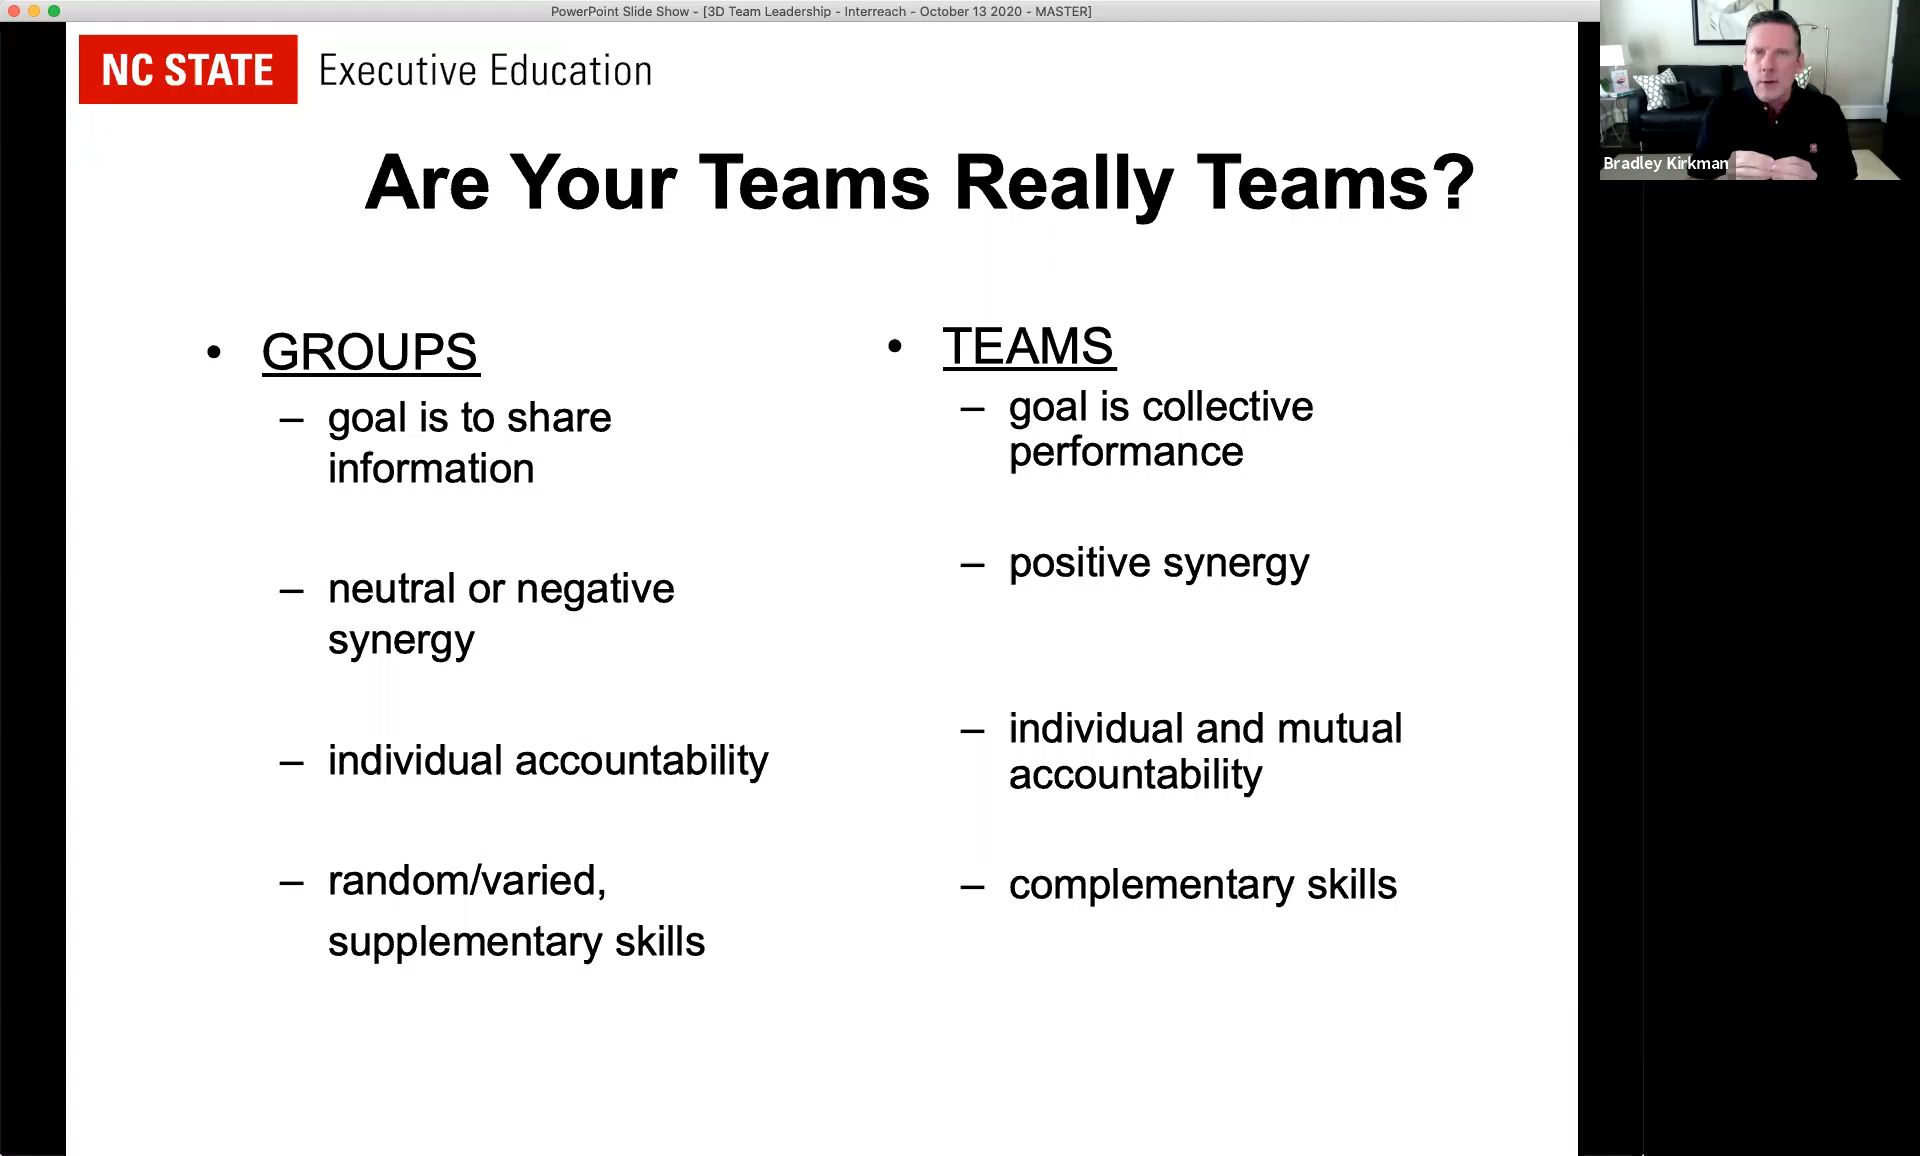 PowerPoint Slide Show - [3D Team Leadership - Interreach - October 13 2020 - MASTER]
NC STATE Executive Education
Bradley Kirkman
Are Your Teams Really Teams?
• GROUPS
– goal is to share
information
– neutral or negative
synergy
– individual accountability
– random/varied,
supplementary skills
• TEAMS
– goal is collective
performance
– positive synergy
– individual and mutual
accountability
– complementary skills